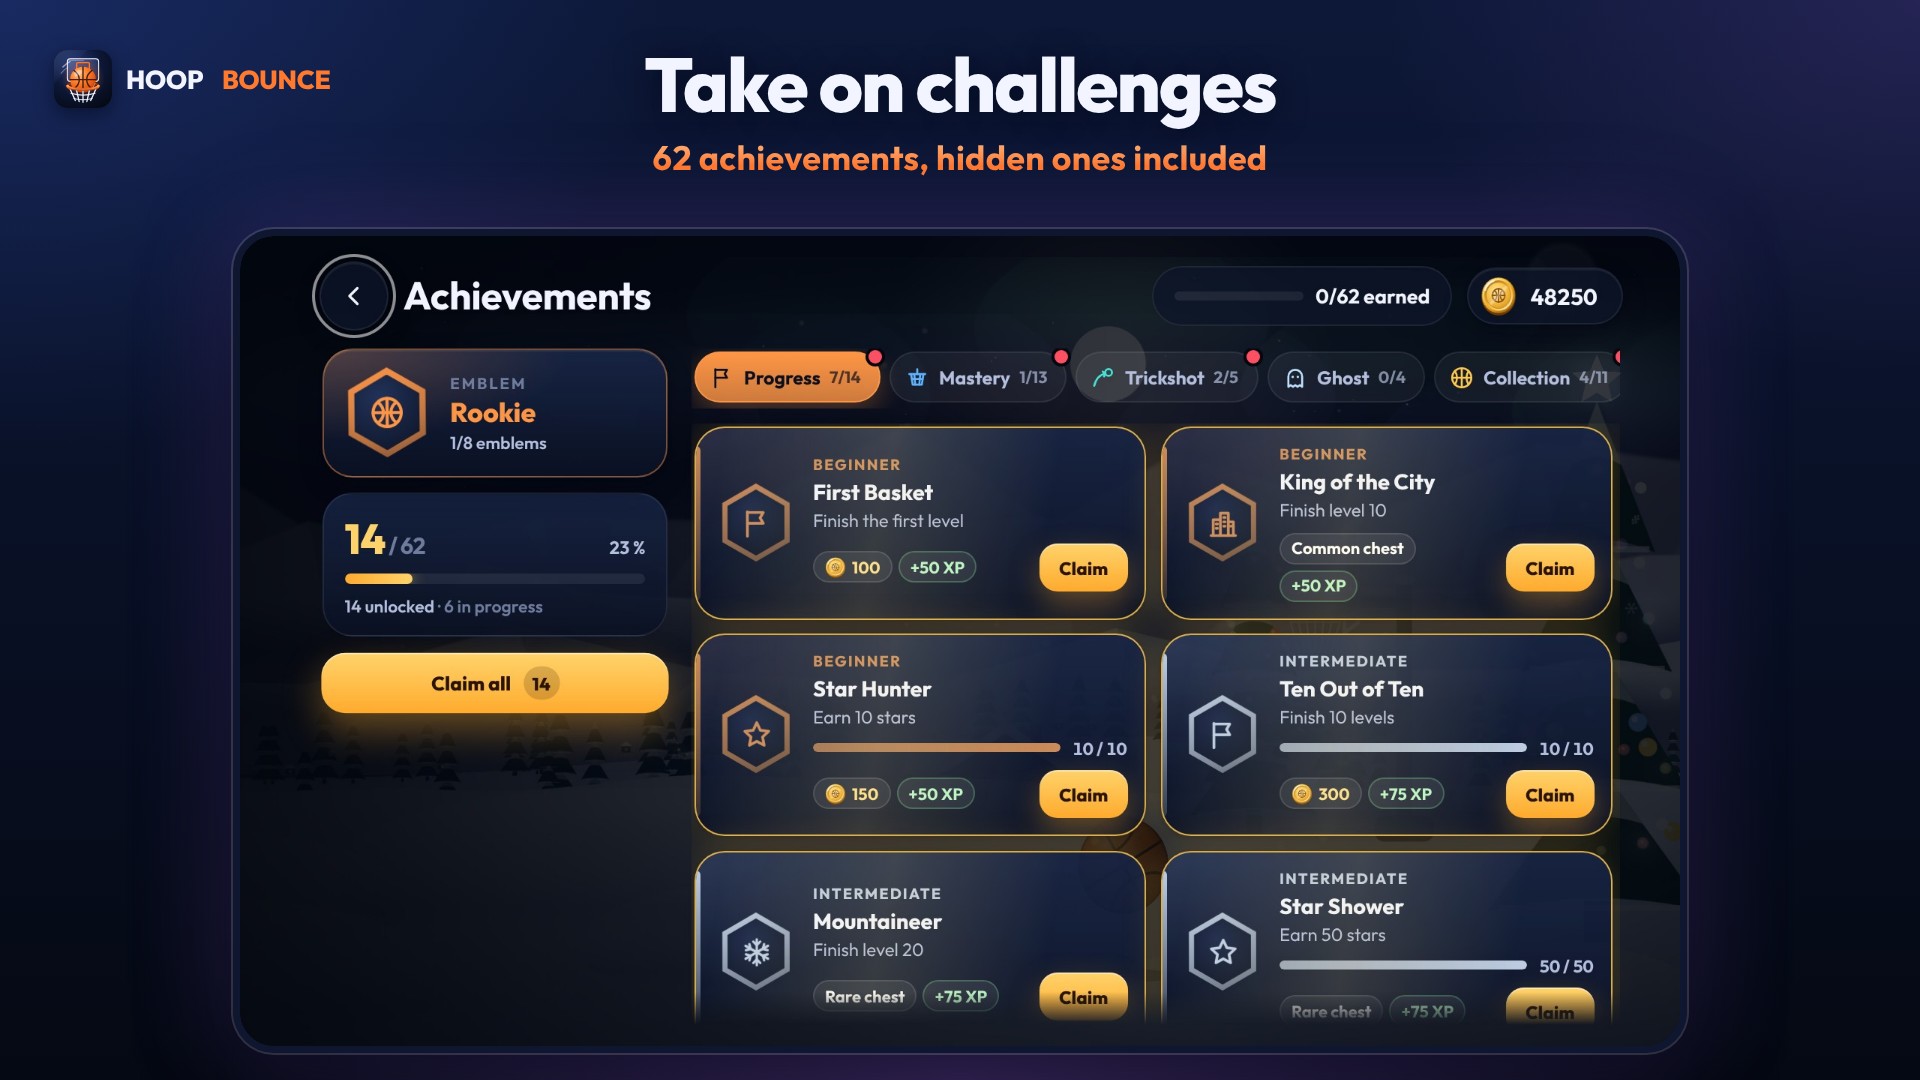 HOOP BOUNCE
Take on challenges
62 achievements, hidden ones included
Achievements
0/62 earned
48250
EMBLEM
Rookie
1/8 emblems
14/62
23 %
14 unlocked · 6 in progress
Claim all 14
Progress 7/14
Mastery 1/13
Trickshot 2/5
Ghost 0/4
Collection 4/11
BEGINNER
First Basket
Finish the first level
100
+50 XP
Claim
BEGINNER
King of the City
Finish level 10
Common chest
+50 XP
Claim
BEGINNER
Star Hunter
Earn 10 stars
10 / 10
150
+50 XP
Claim
INTERMEDIATE
Ten Out of Ten
Finish 10 levels
10 / 10
300
+75 XP
Claim
INTERMEDIATE
Mountaineer
Finish level 20
Rare chest
+75 XP
Claim
INTERMEDIATE
Star Shower
Earn 50 stars
50 / 50
Rare chest
+75 XP
Claim